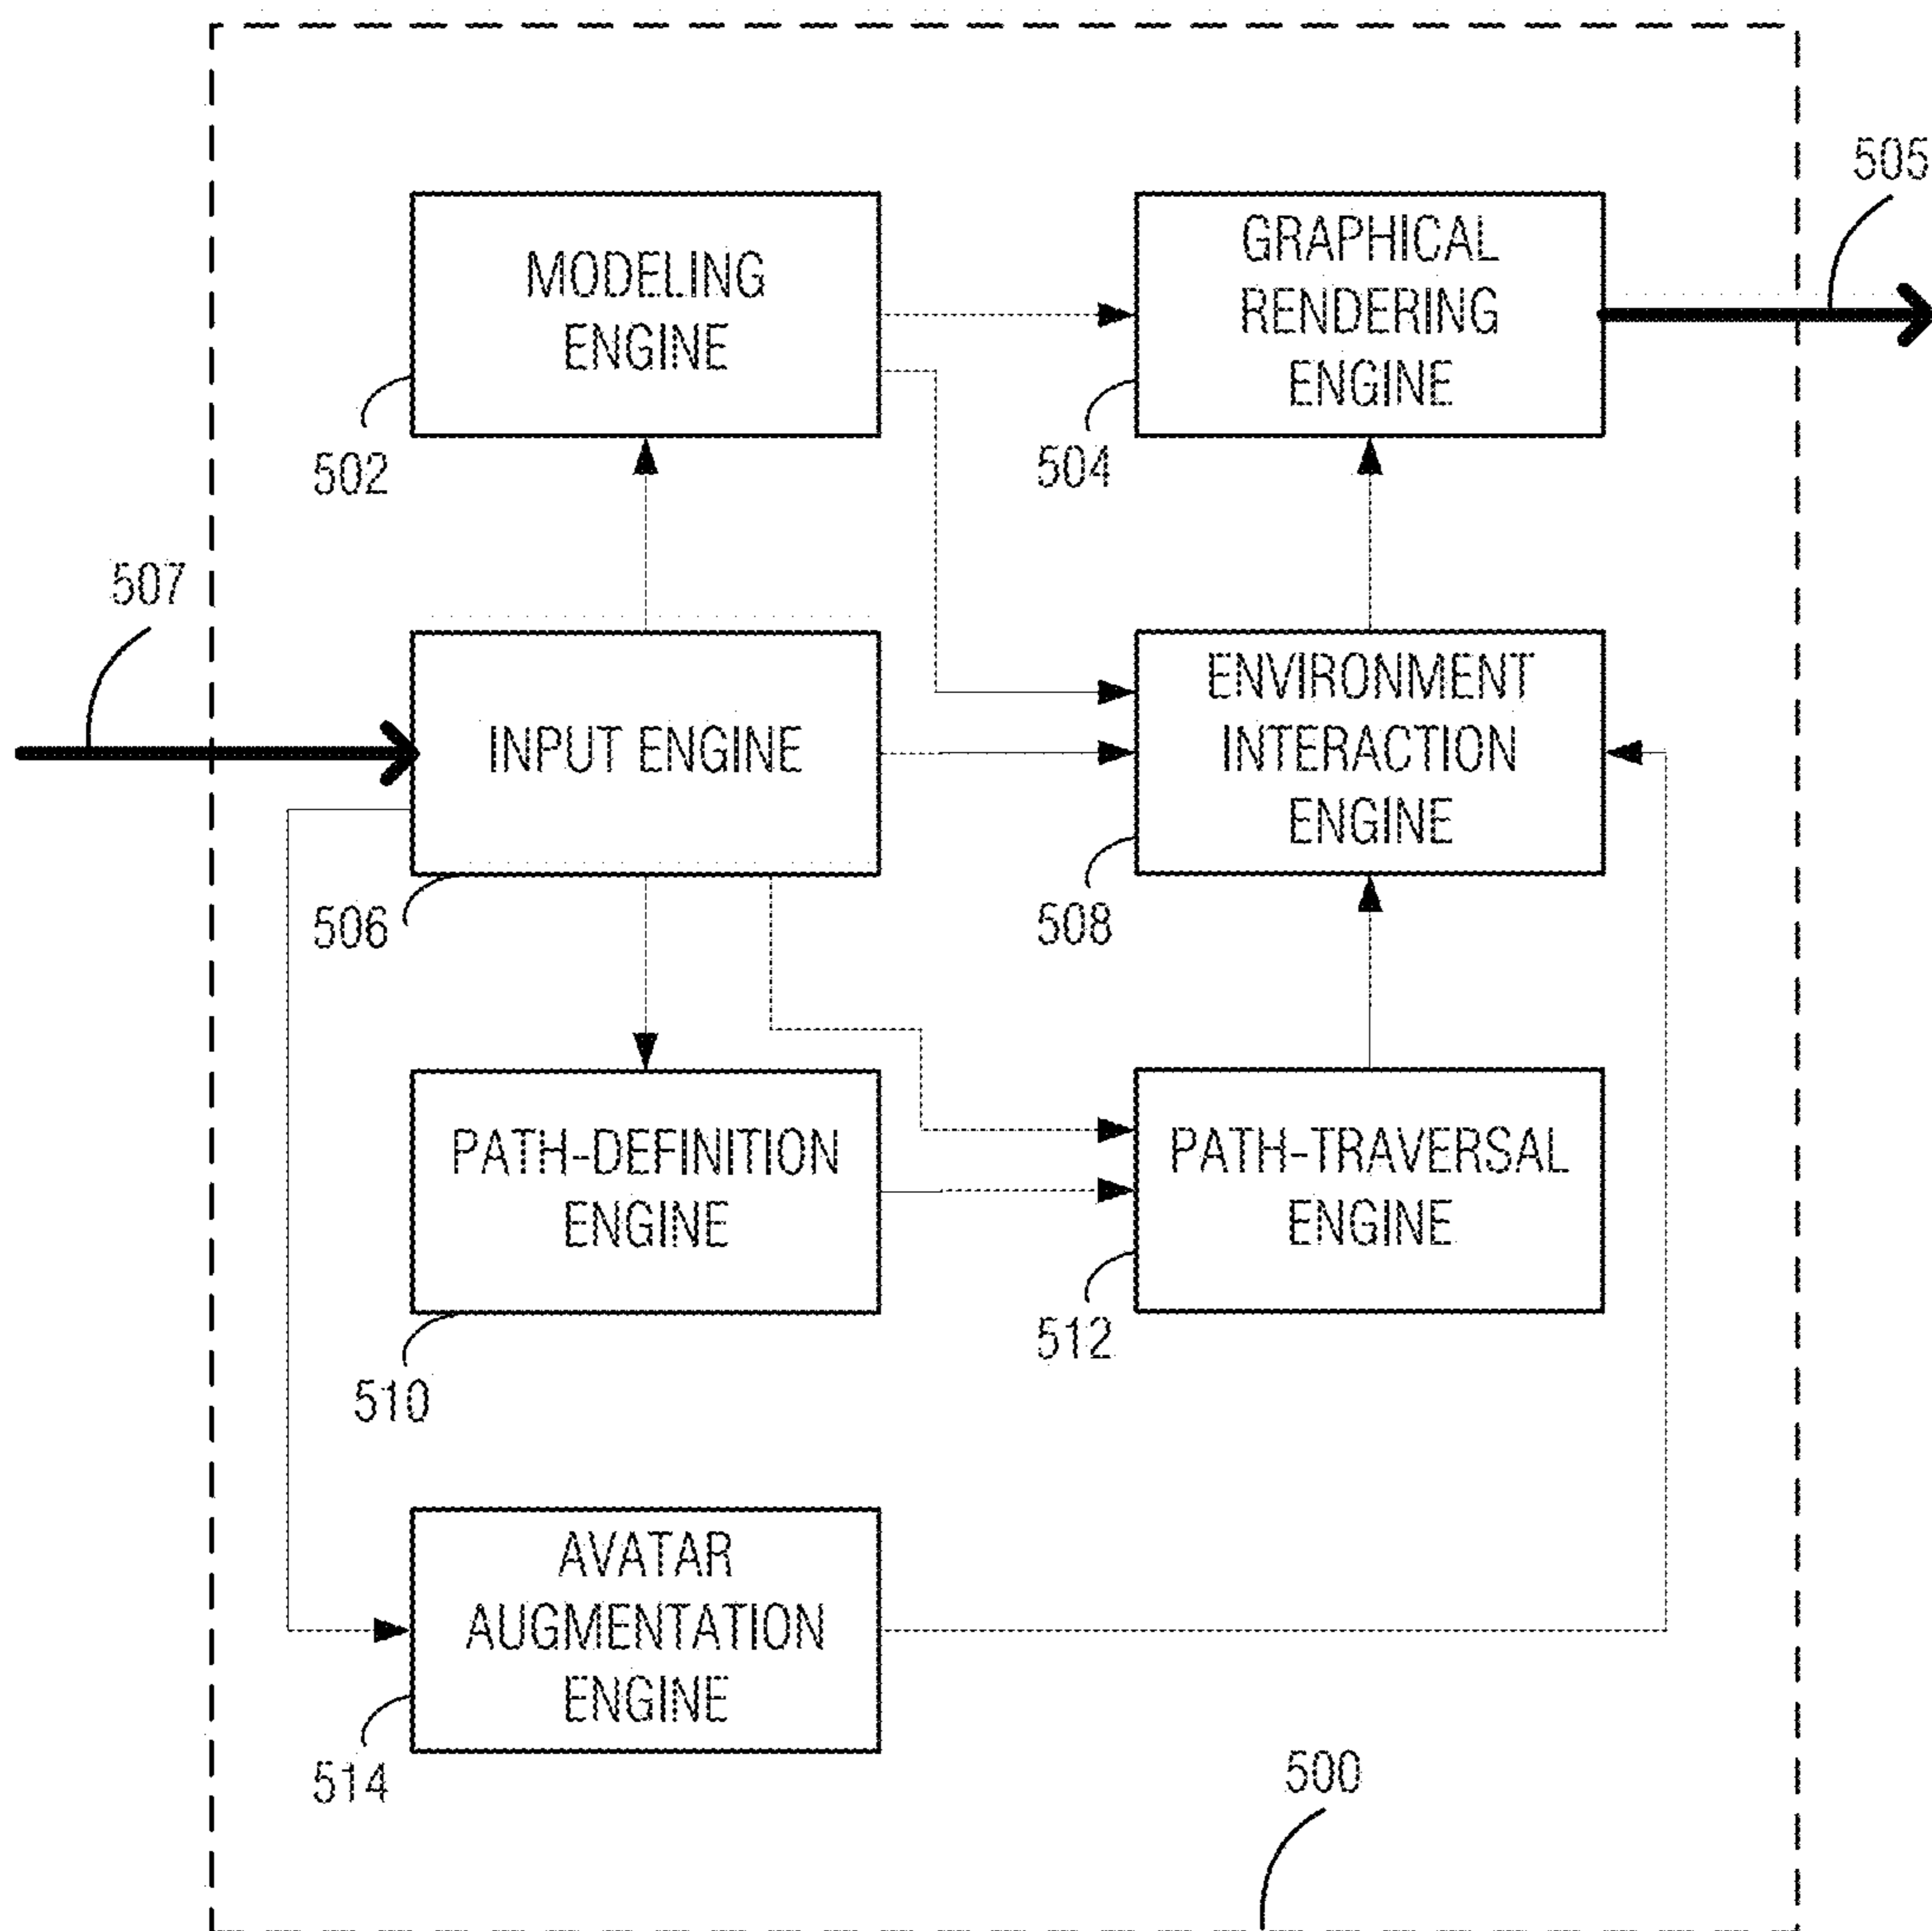 505
MODELING
ENGINE
502
GRAPHICAL
RENDERING
ENGINE
504
507
INPUT ENGINE
506
ENVIRONMENT
INTERACTION
ENGINE
508
PATH-DEFINITION
ENGINE
510
PATH-TRAVERSAL
ENGINE
512
AVATAR
AUGMENTATION
ENGINE
514
500